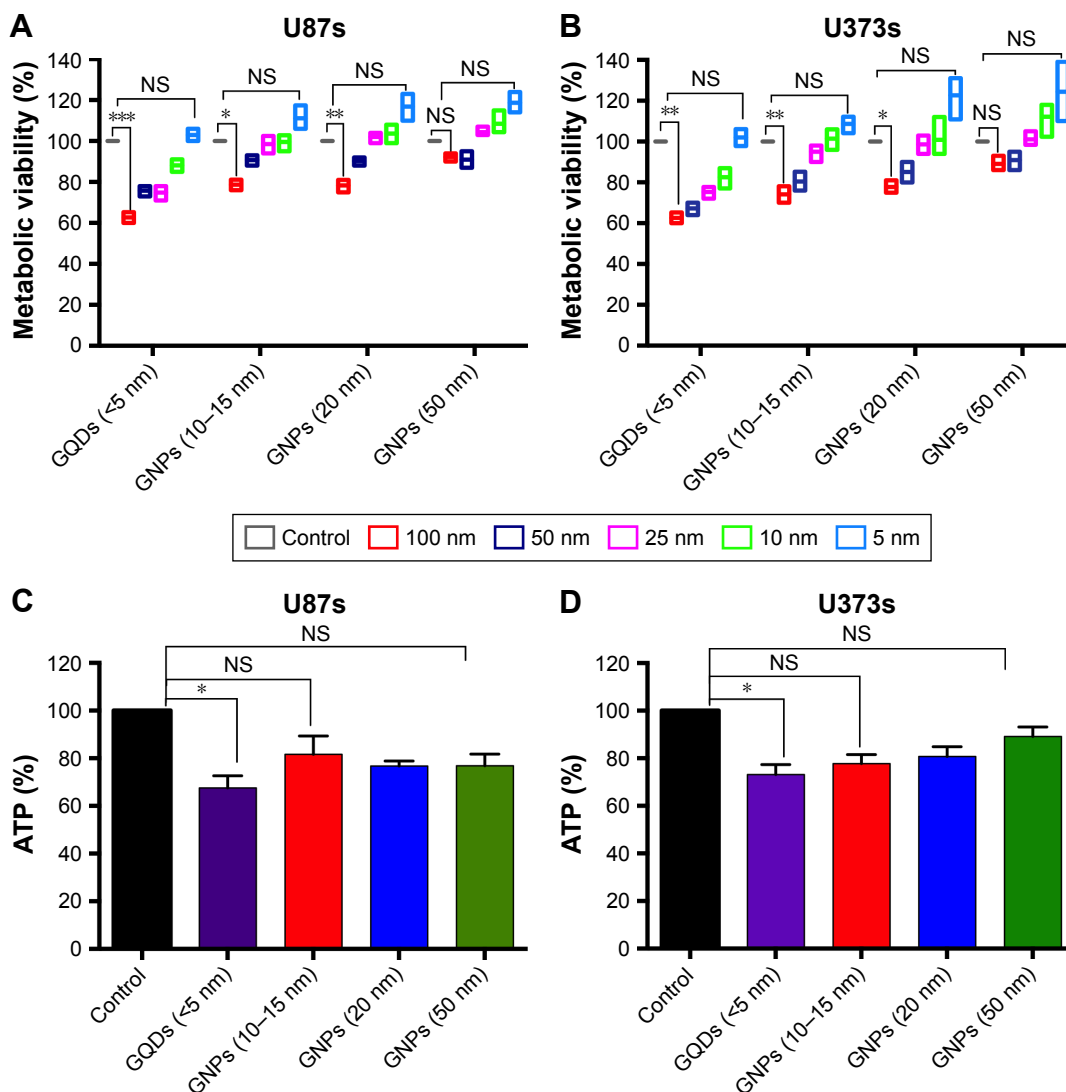 A
U87s
Metabolic viability (%)
140
120
100
80
60
40
20
0
NS
NS
NS
NS
***
*
**
NS
GQDs (<5 nm)
GNPs (10–15 nm)
GNPs (20 nm)
GNPs (50 nm)
B
U373s
Metabolic viability (%)
140
120
100
80
60
40
20
0
NS
NS
NS
NS
**
**
*
NS
GQDs (<5 nm)
GNPs (10–15 nm)
GNPs (20 nm)
GNPs (50 nm)
Control 100 nm 50 nm 25 nm 10 nm 5 nm
C
U87s
ATP (%)
120
100
80
60
40
20
0
NS
NS
*
Control
GQDs (<5 nm)
GNPs (10–15 nm)
GNPs (20 nm)
GNPs (50 nm)
D
U373s
ATP (%)
120
100
80
60
40
20
0
NS
NS
*
Control
GQDs (<5 nm)
GNPs (10–15 nm)
GNPs (20 nm)
GNPs (50 nm)